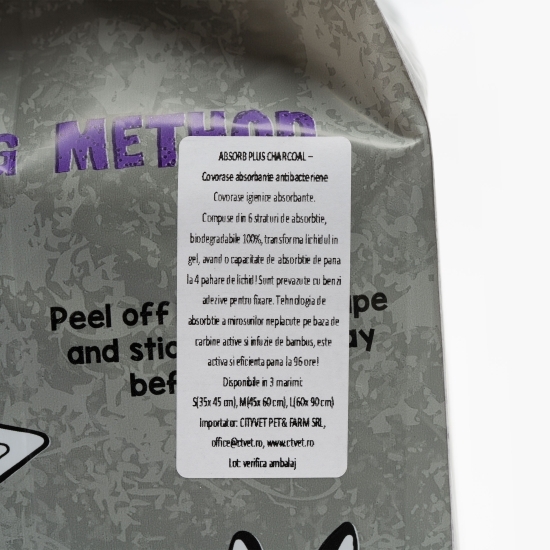 G METHOD
ABSORB PLUS CHARCOAL –
Covorase absorbante antibacteriene
Covorase igienice absorbante.
Compuse din 6 straturi de absorbtie,
biodegradabile 100%, transforma lichidul in
gel, avand o capacitate de absorbtie de pana
la 4 pahare de lichid! Sunt prevazute cu benzi
adezive pentru fixare. Tehnologia de
absorbtie a mirosurilor neplacute pe baza de
carbine active si infuzie de bambus, este
activa si eficienta pana la 96 ore!
Disponibile in 3 marimi:
S(35x 45 cm), M(45x 60 cm), L(60x 90 cm)
Importator: CITYVET PET & FARM SRL,
office@ctvet.ro, www.ctvet.ro
Lot: verifica ambalaj
Peel off
and stic
bef